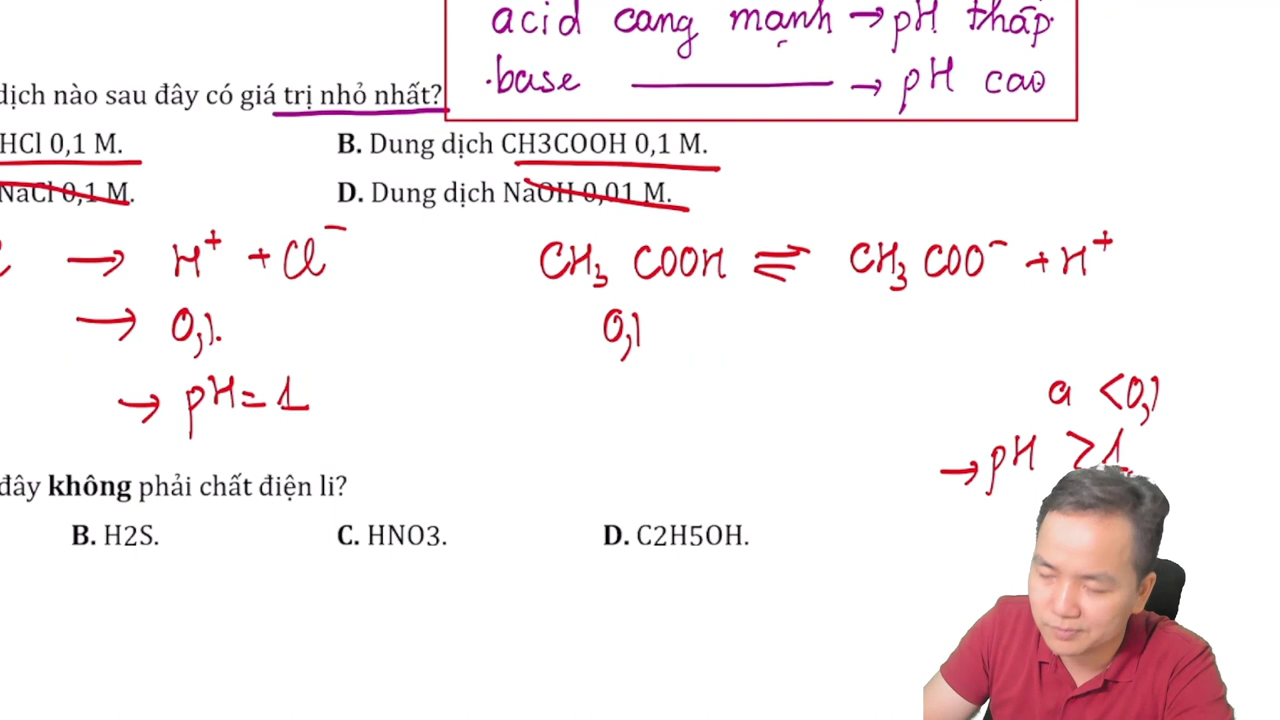 acid càng mạnh → pH thấp
.base ——— → pH cao
dịch nào sau đây có giá trị nhỏ nhất?
HCl 0,1 M.
B. Dung dịch CH3COOH 0,1 M.
NaCl 0,1 M.
D. Dung dịch NaOH 0,01 M.
→ H⁺ + Cl⁻
CH₃COOH ⇌ CH₃COO⁻ + H⁺
→ 0,1.
0,1
→ pH = 1
a < 0,1
→ pH > 1
đây không phải chất điện li?
B. H2S.
C. HNO3.
D. C2H5OH.